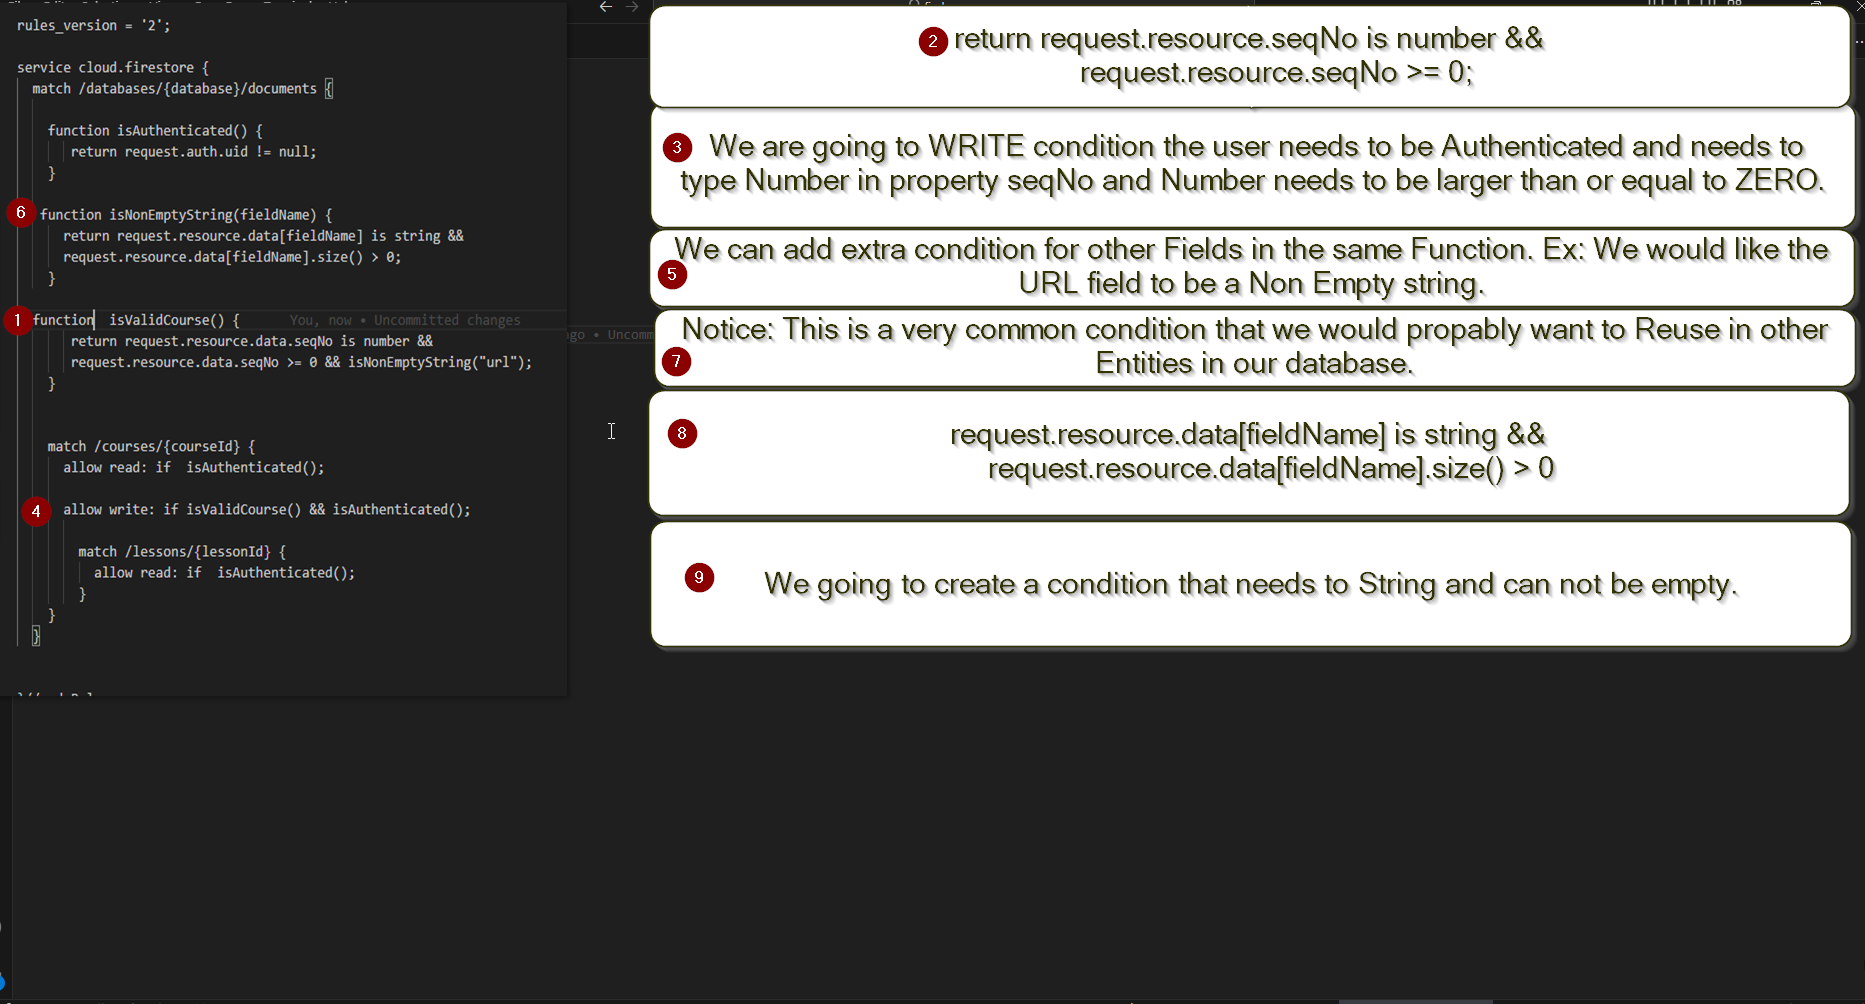 rules_version = '2';
service cloud.firestore {
match /databases/{database}/documents {
function isAuthenticated() {
return request.auth.uid != null;
}
6
function isNonEmptyString(fieldName) {
return request.resource.data[fieldName] is string &&
request.resource.data[fieldName].size() > 0;
}
1
function isValidCourse() { You, now • Uncommitted changes
return request.resource.data.seqNo is number &&
request.resource.data.seqNo >= 0 && isNonEmptyString("url");
}
match /courses/{courseId} {
allow read: if isAuthenticated();
4
allow write: if isValidCourse() && isAuthenticated();
match /lessons/{lessonId} {
allow read: if isAuthenticated();
}
}
}
ago • Uncomm
2
return request.resource.seqNo is number &&
request.resource.seqNo >= 0;
3
We are going to WRITE condition the user needs to be Authenticated and needs to
type Number in property seqNo and Number needs to be larger than or equal to ZERO.
5
We can add extra condition for other Fields in the same Function. Ex: We would like the
URL field to be a Non Empty string.
7
Notice: This is a very common condition that we would propably want to Reuse in other
Entities in our database.
8
request.resource.data[fieldName] is string &&
request.resource.data[fieldName].size() > 0
9
We going to create a condition that needs to String and can not be empty.